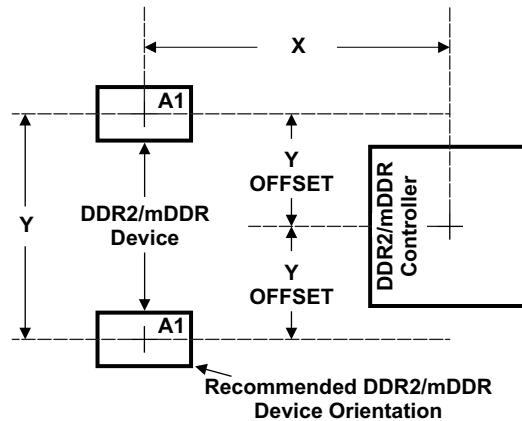 X
A1
Y
OFFSET
DDR2/mDDR
Controller
Y
DDR2/mDDR
Device
Y
OFFSET
A1
Recommended DDR2/mDDR
Device Orientation